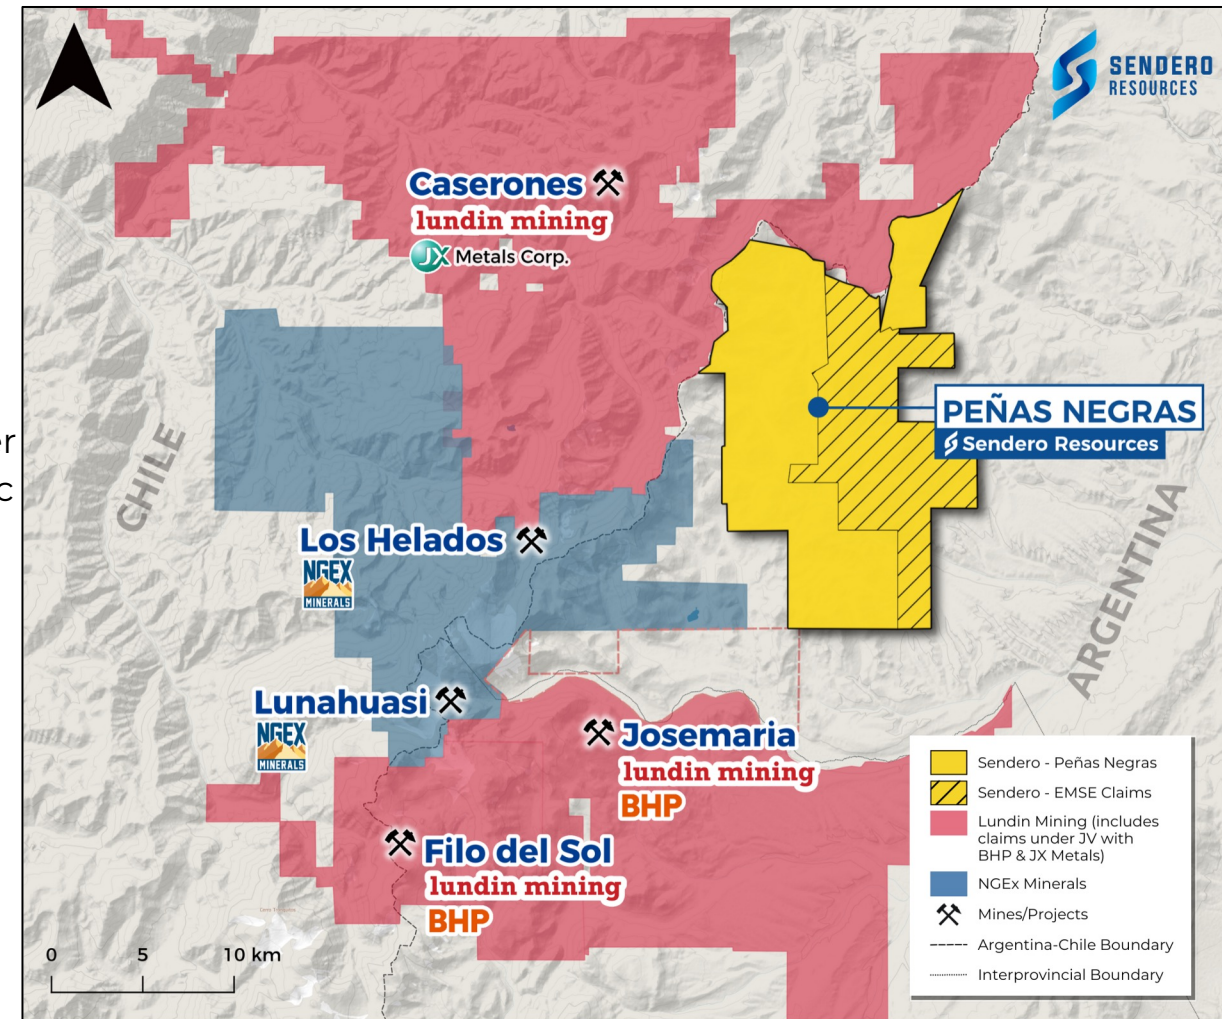 SENDERO
RESOURCES
Caserones
lundin mining
JX Metals Corp.
PEÑAS NEGRAS
Sendero Resources
er
c
CHILE
ARGENTINA
Los Helados
NGEX
MINERALS
Lunahuasi
NGEX
MINERALS
Josemaria
lundin mining
BHP
Filo del Sol
lundin mining
BHP
Sendero - Peñas Negras
Sendero - EMSE Claims
Lundin Mining (includes
claims under JV with
BHP & JX Metals)
NGEx Minerals
Mines/Projects
Argentina-Chile Boundary
Interprovincial Boundary
0 5 10 km